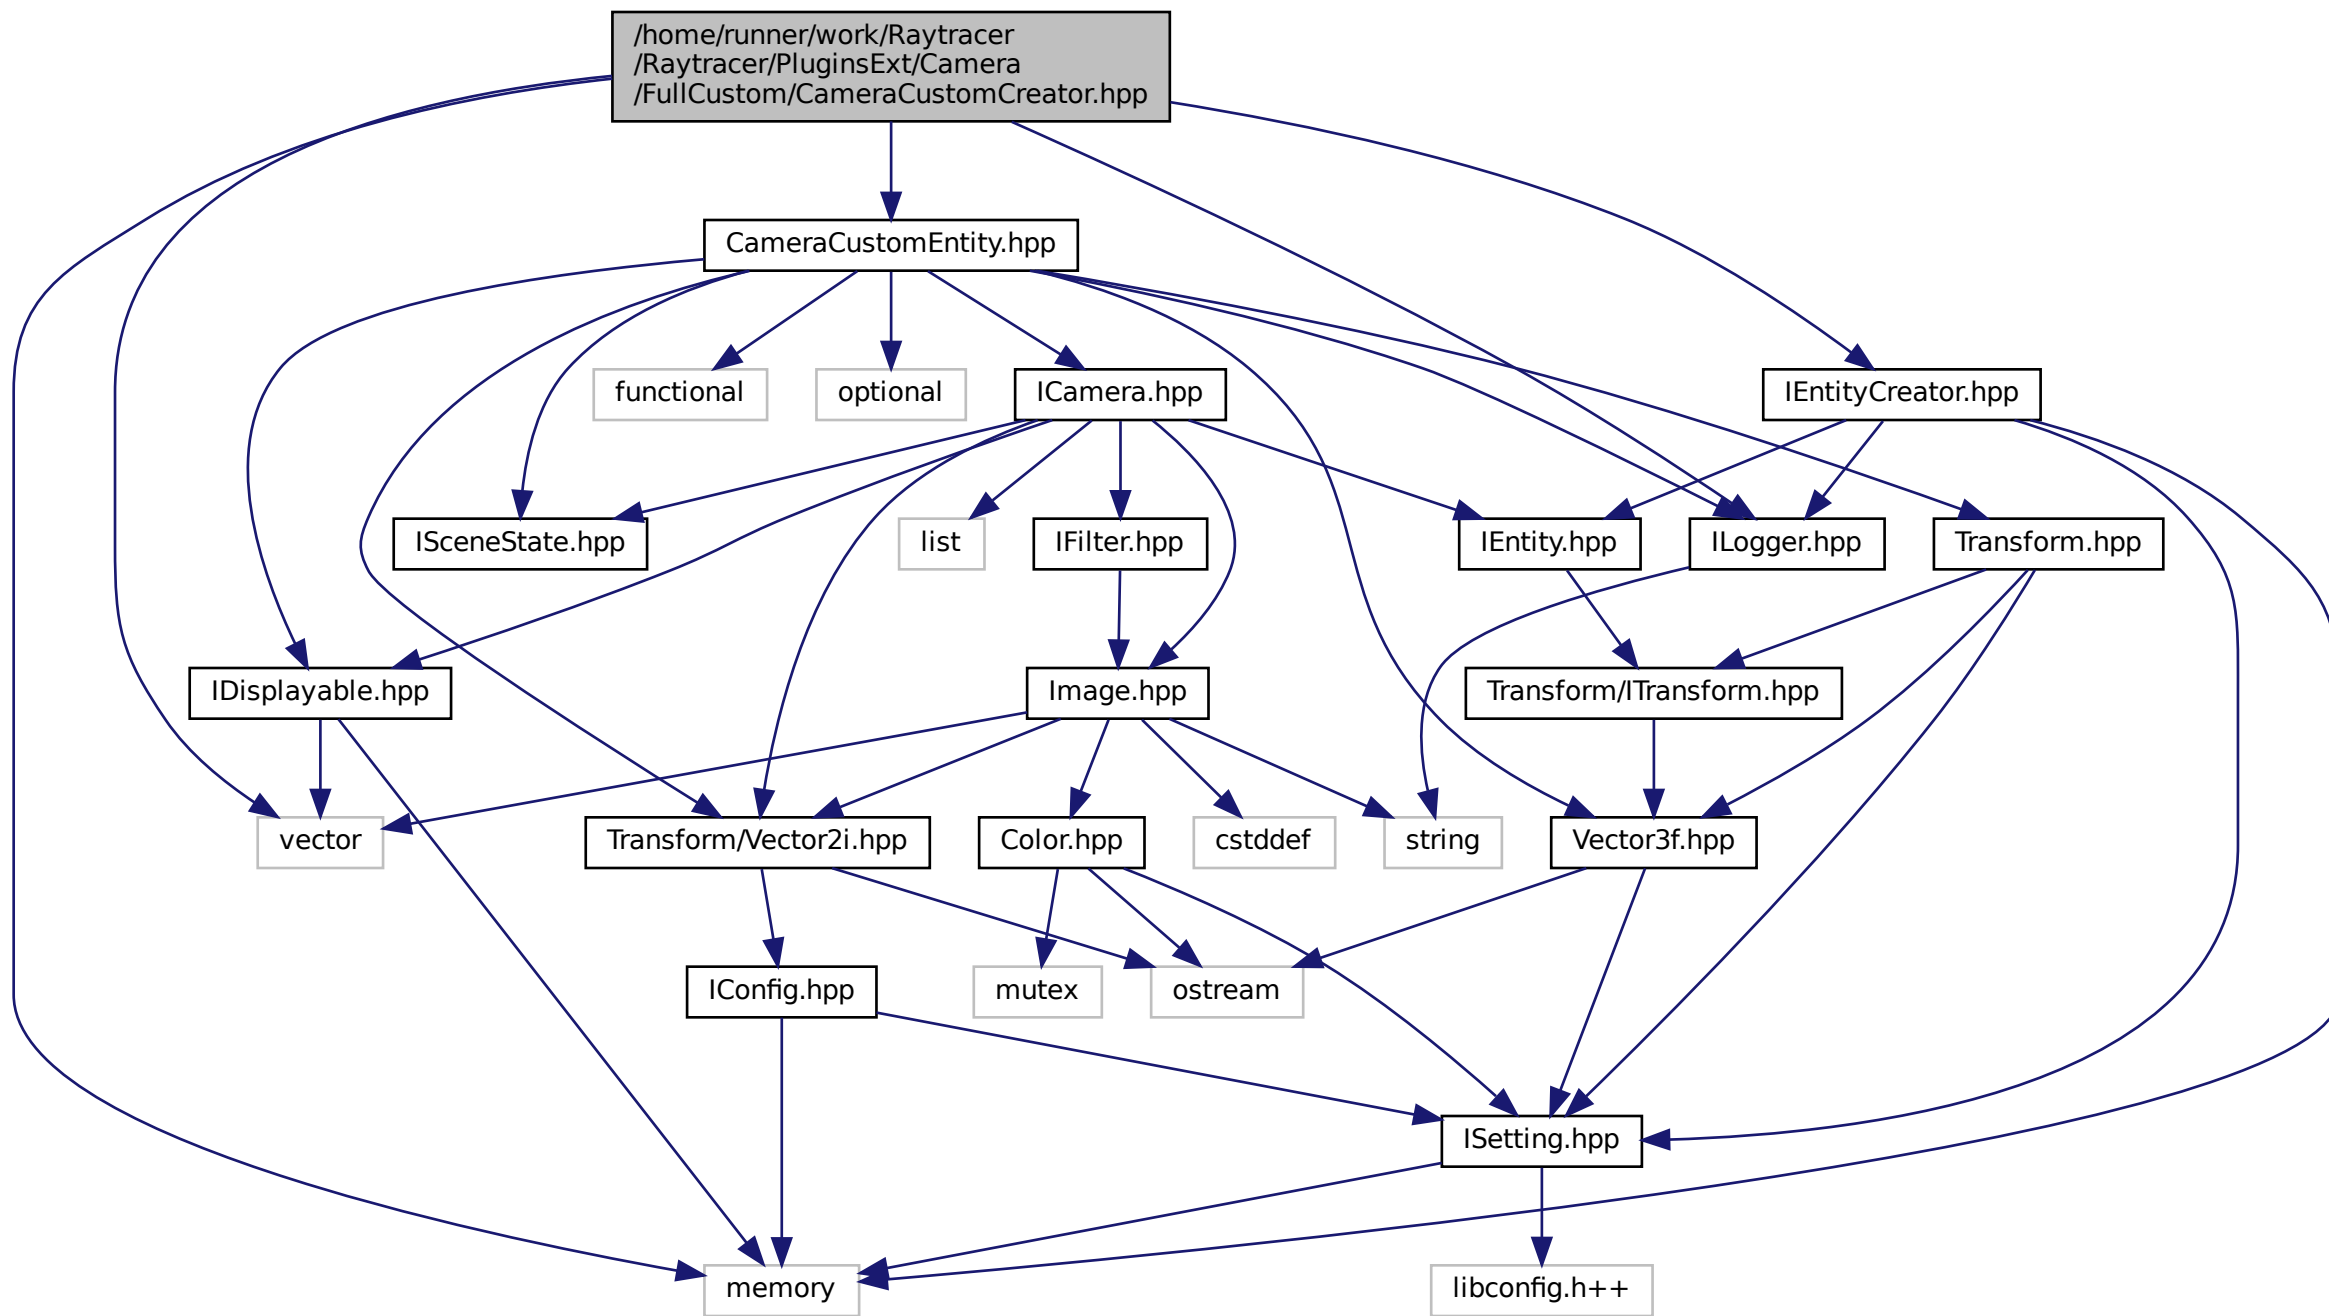 /home/runner/work/Raytracer
/Raytracer/PluginsExt/Camera
/FullCustom/CameraCustomCreator.hpp
CameraCustomEntity.hpp
functional
optional
ICamera.hpp
IEntityCreator.hpp
ISceneState.hpp
list
IFilter.hpp
IEntity.hpp
ILogger.hpp
Transform.hpp
IDisplayable.hpp
Image.hpp
Transform/ITransform.hpp
vector
Transform/Vector2i.hpp
Color.hpp
cstddef
string
Vector3f.hpp
IConfig.hpp
mutex
ostream
ISetting.hpp
memory
libconfig.h++